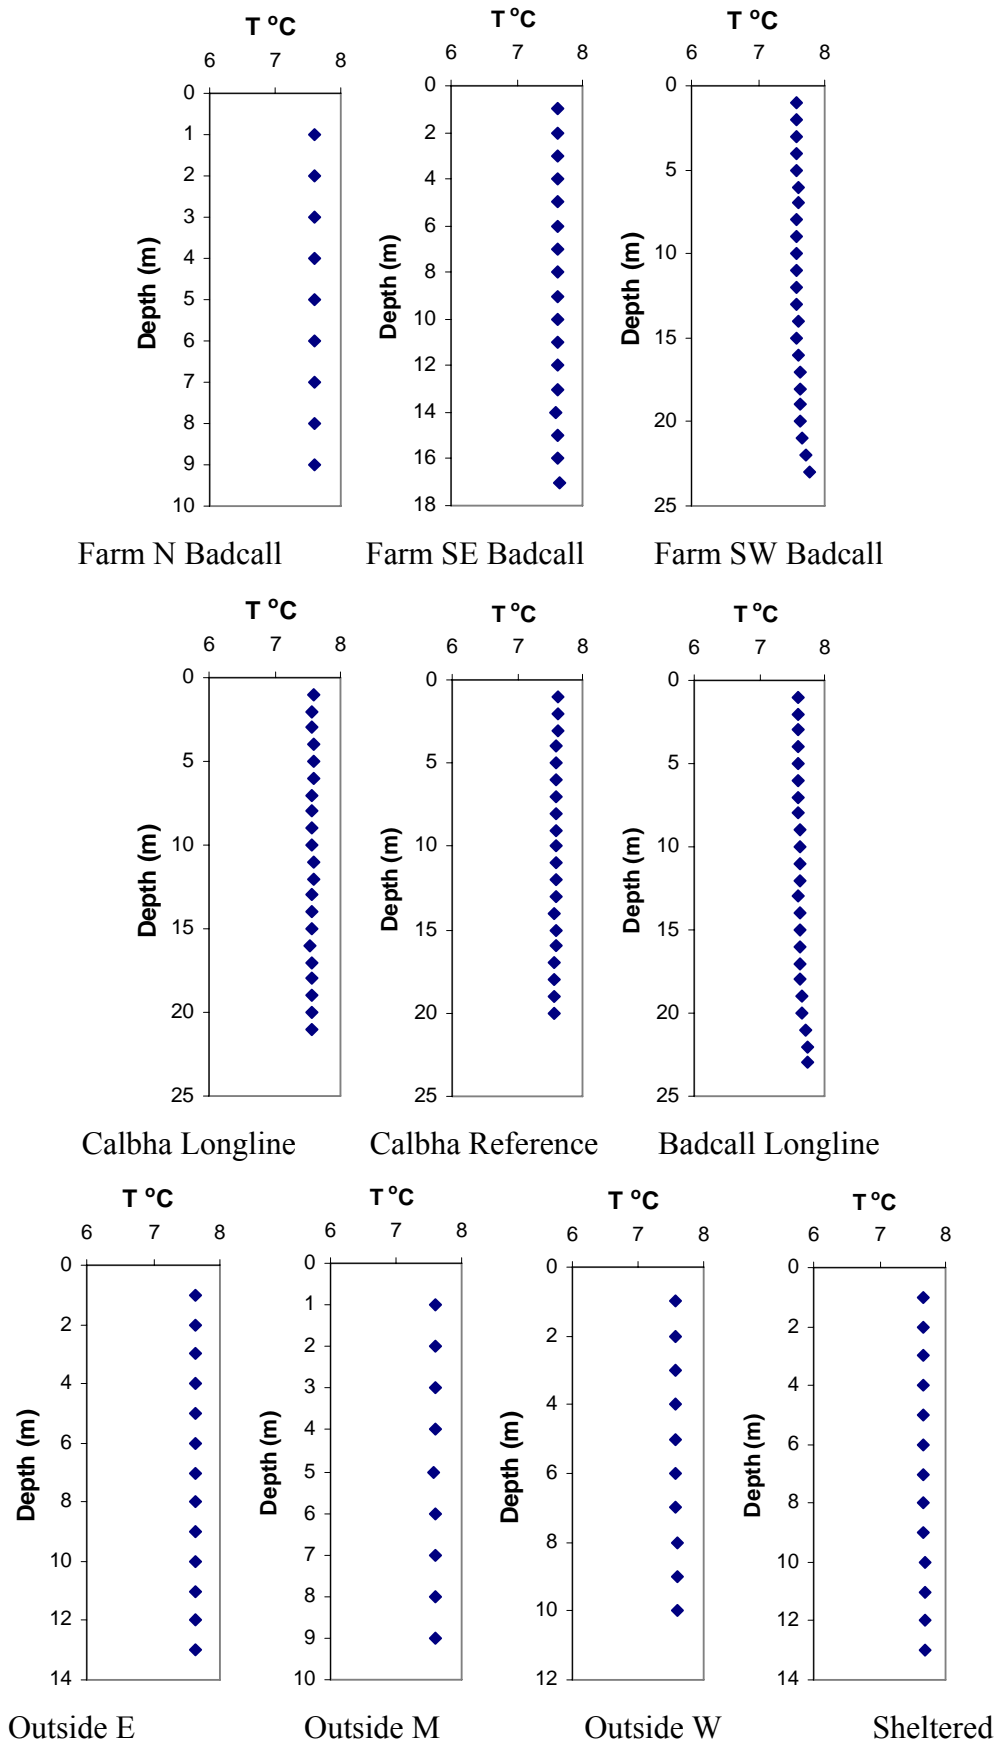 T °C T °C T °C
6 7 8 6 7 8 6 7 8
Depth (m) 0 1 2 3 4 5 6 7 8 9 10
Depth (m) 0 2 4 6 8 10 12 14 16 18
Depth (m) 0 5 10 15 20 25
Farm N Badcall Farm SE Badcall Farm SW Badcall
T °C T °C T °C
6 7 8 6 7 8 6 7 8
Depth (m) 0 5 10 15 20 25
Depth (m) 0 5 10 15 20 25
Depth (m) 0 5 10 15 20 25
Calbha Longline Calbha Reference Badcall Longline
T °C T °C T °C T °C
6 7 8 6 7 8 6 7 8 6 7 8
Depth (m) 0 2 4 6 8 10 12 14
Depth (m) 0 1 2 3 4 5 6 7 8 9 10
Depth (m) 0 2 4 6 8 10 12
Depth (m) 0 2 4 6 8 10 12 14
Outside E Outside M Outside W Sheltered